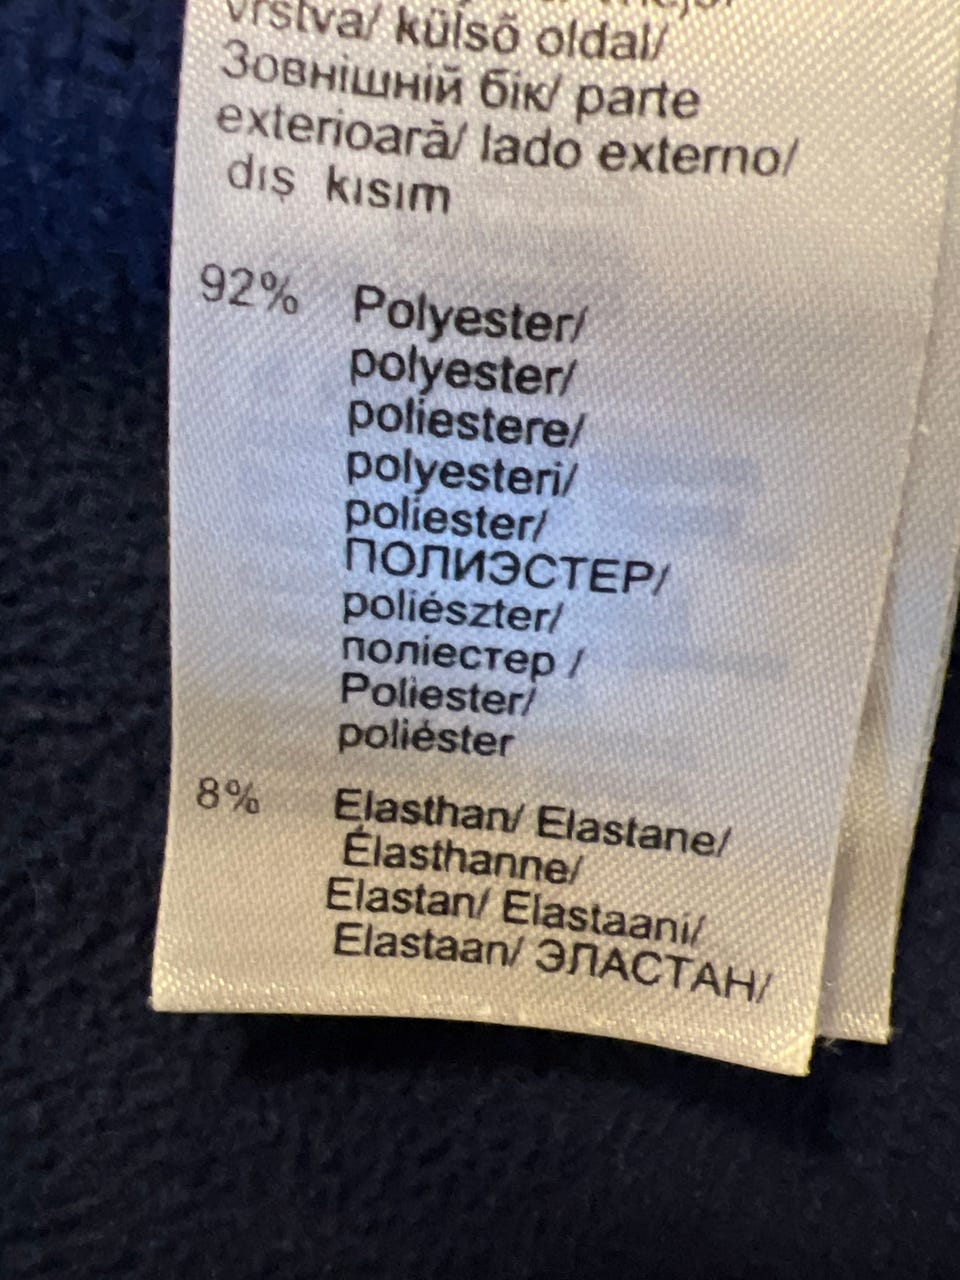 vrstva/ külső oldal/
Зовнішній бік/ parte
exterioară/ lado externo/
dış kısım
92% Polyester/
polyester/
poliestere/
polyesteri/
poliester/
ПОЛИЭСТЕР/
poliészter/
поліестер /
Poliester/
poliéster
8% Elasthan/ Elastane/
Élasthanne/
Elastan/ Elastaani/
Elastaan/ ЭЛАСТАН/